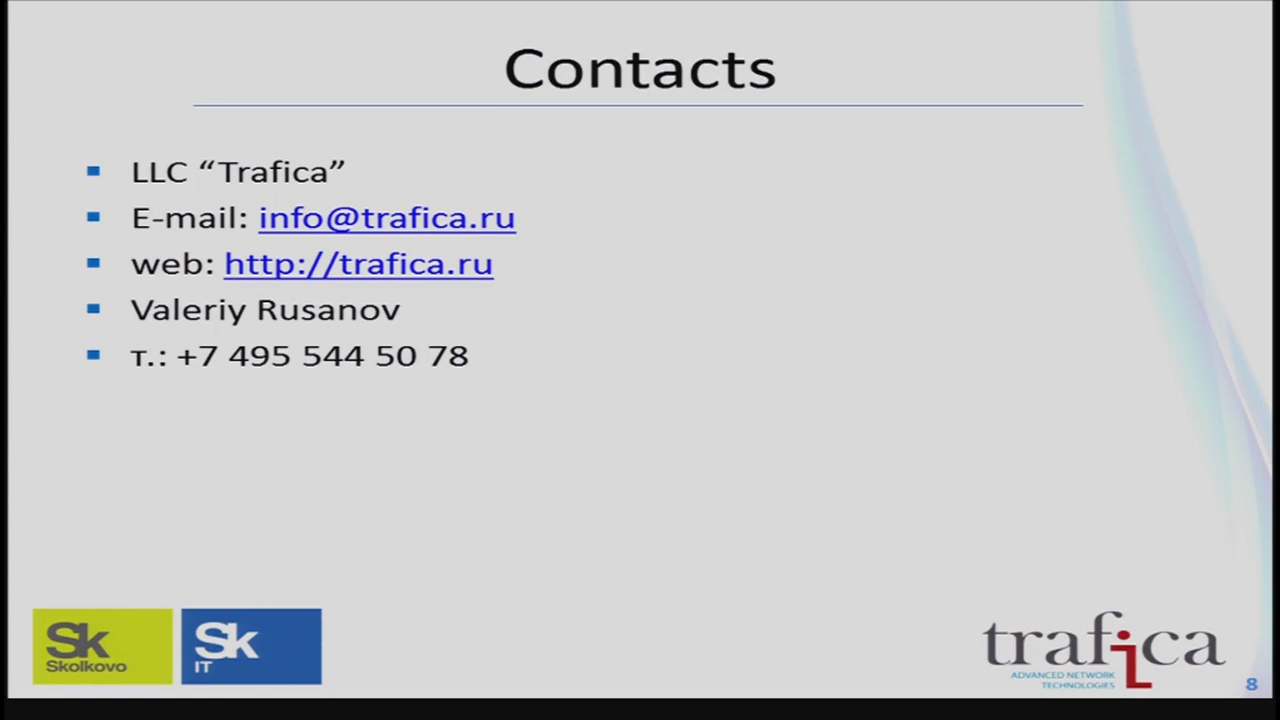 Contacts
LLC “Trafica”
E-mail: info@trafica.ru
web: http://trafica.ru
Valeriy Rusanov
т.: +7 495 544 50 78
Sk
Skolkovo
Sk
IT
trafica
ADVANCED NETWORK
TECHNOLOGIES
8